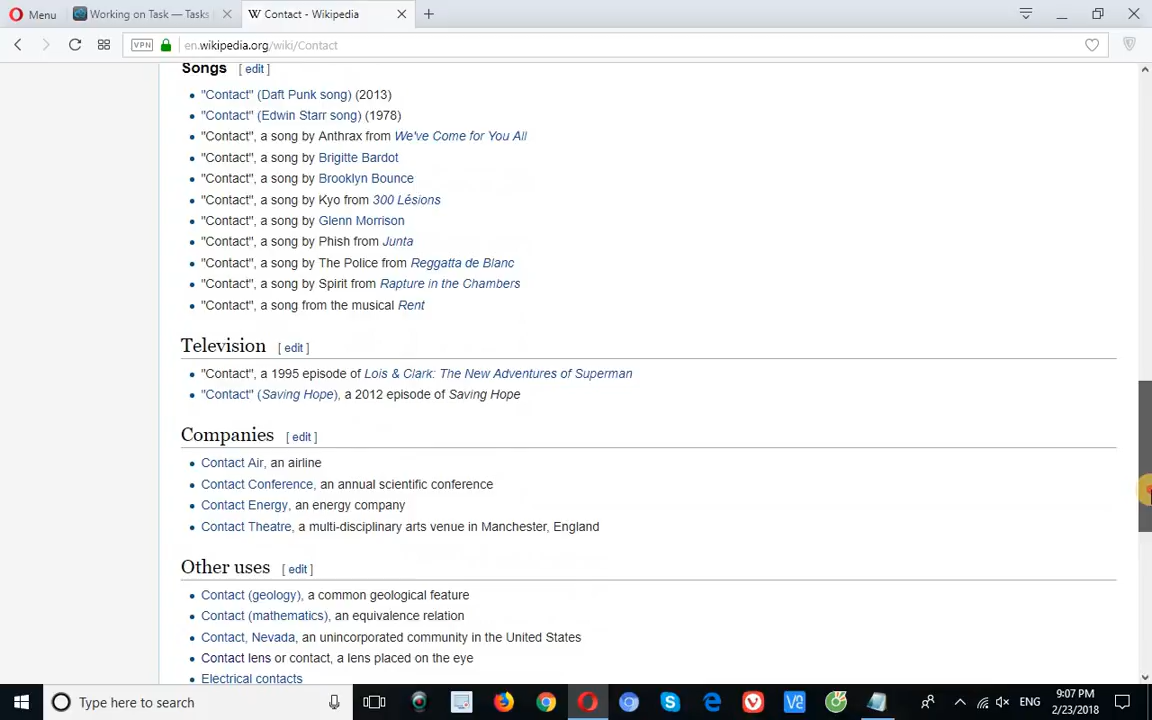 Menu
Working on Task — Tasks
Contact - Wikipedia
VPN
en.wikipedia.org/wiki/Contact
Songs [ edit ]
"Contact" (Daft Punk song) (2013)
"Contact" (Edwin Starr song) (1978)
"Contact", a song by Anthrax from We've Come for You All
"Contact", a song by Brigitte Bardot
"Contact", a song by Brooklyn Bounce
"Contact", a song by Kyo from 300 Lésions
"Contact", a song by Glenn Morrison
"Contact", a song by Phish from Junta
"Contact", a song by The Police from Reggatta de Blanc
"Contact", a song by Spirit from Rapture in the Chambers
"Contact", a song from the musical Rent
Television [ edit ]
"Contact", a 1995 episode of Lois & Clark: The New Adventures of Superman
"Contact" (Saving Hope), a 2012 episode of Saving Hope
Companies [ edit ]
Contact Air, an airline
Contact Conference, an annual scientific conference
Contact Energy, an energy company
Contact Theatre, a multi-disciplinary arts venue in Manchester, England
Other uses [ edit ]
Contact (geology), a common geological feature
Contact (mathematics), an equivalence relation
Contact, Nevada, an unincorporated community in the United States
Contact lens or contact, a lens placed on the eye
Electrical contacts
Type here to search
ENG
9:07 PM
2/23/2018